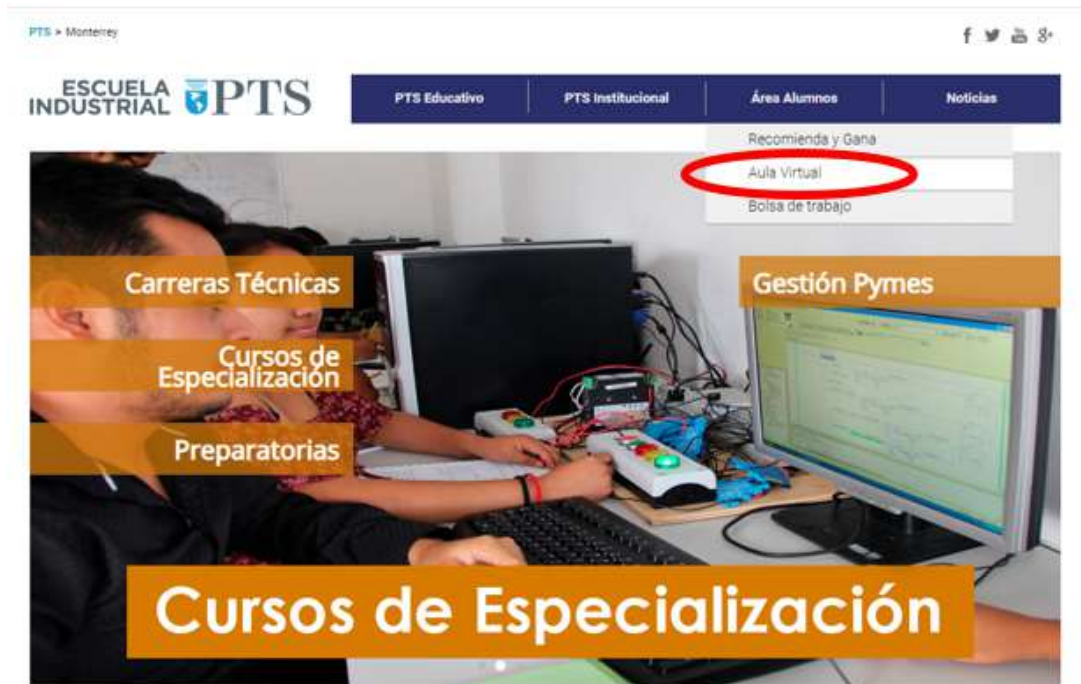 PTS > Monterrey
ESCUELA
INDUSTRIAL PTS
PTS Educativo
PTS Institucional
Área Alumnos
Noticias
Recomienda y Gana
Aula Virtual
Bolsa de trabajo
Carreras Técnicas
Gestión Pymes
Cursos de
Especialización
Preparatorias
Cursos de Especialización